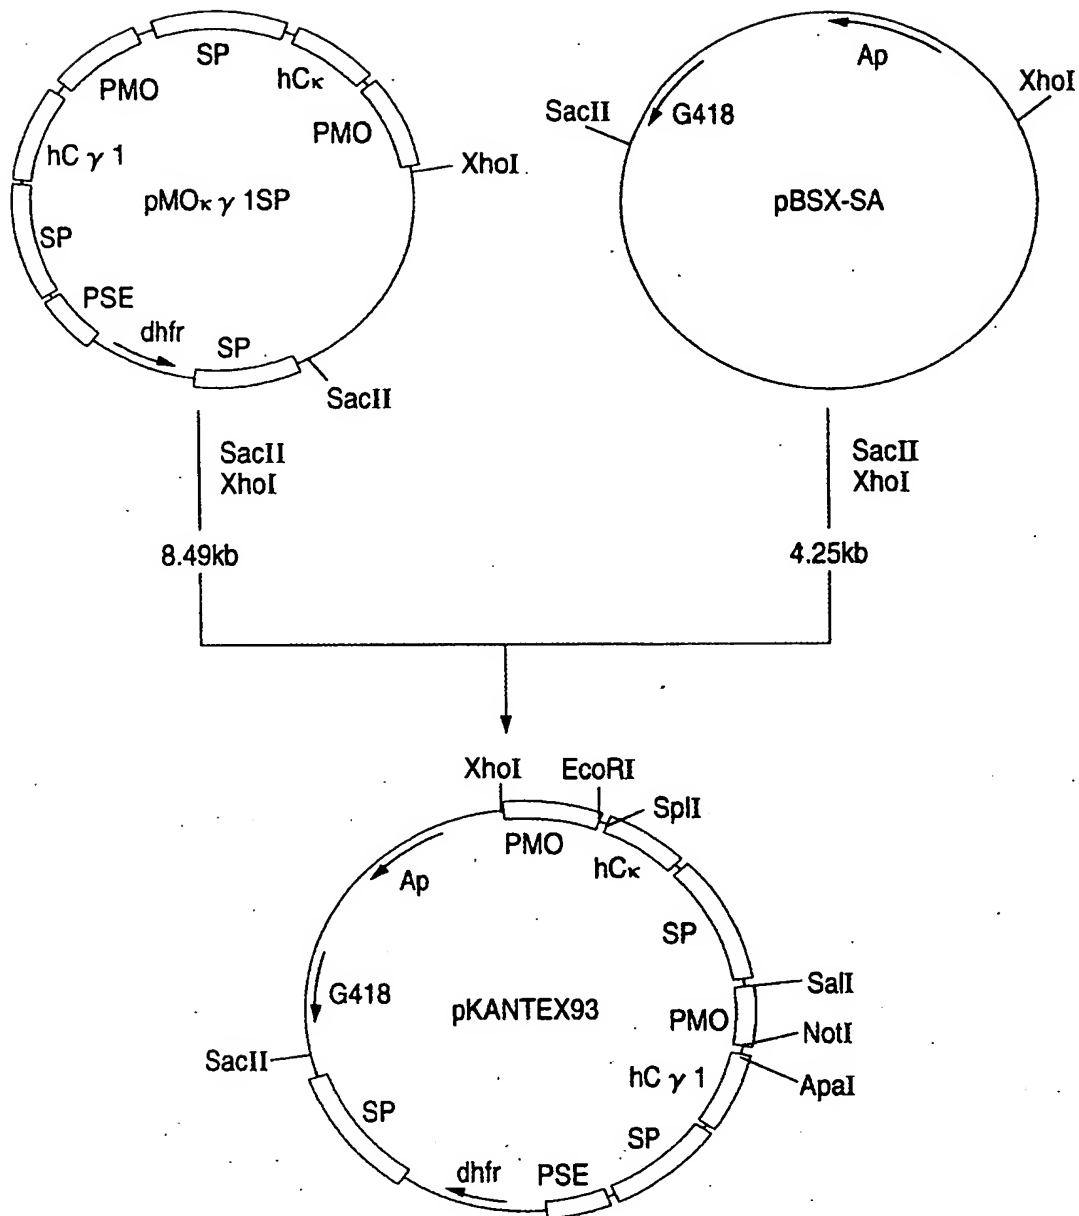 SP
hCκ
PMO
PMO
hC γ 1
XhoI
pMOκ γ 1SP
SP
PSE
dhfr
SP
SacII
Ap
XhoI
SacII
G418
pBSX-SA
SacII
XhoI
8.49kb
SacII
XhoI
4.25kb
XhoI
EcoRI
SplI
PMO
hCκ
Ap
SP
SalI
G418
pKANTEX93
PMO
NotI
SacII
hC γ 1
ApaI
SP
SP
dhfr
PSE